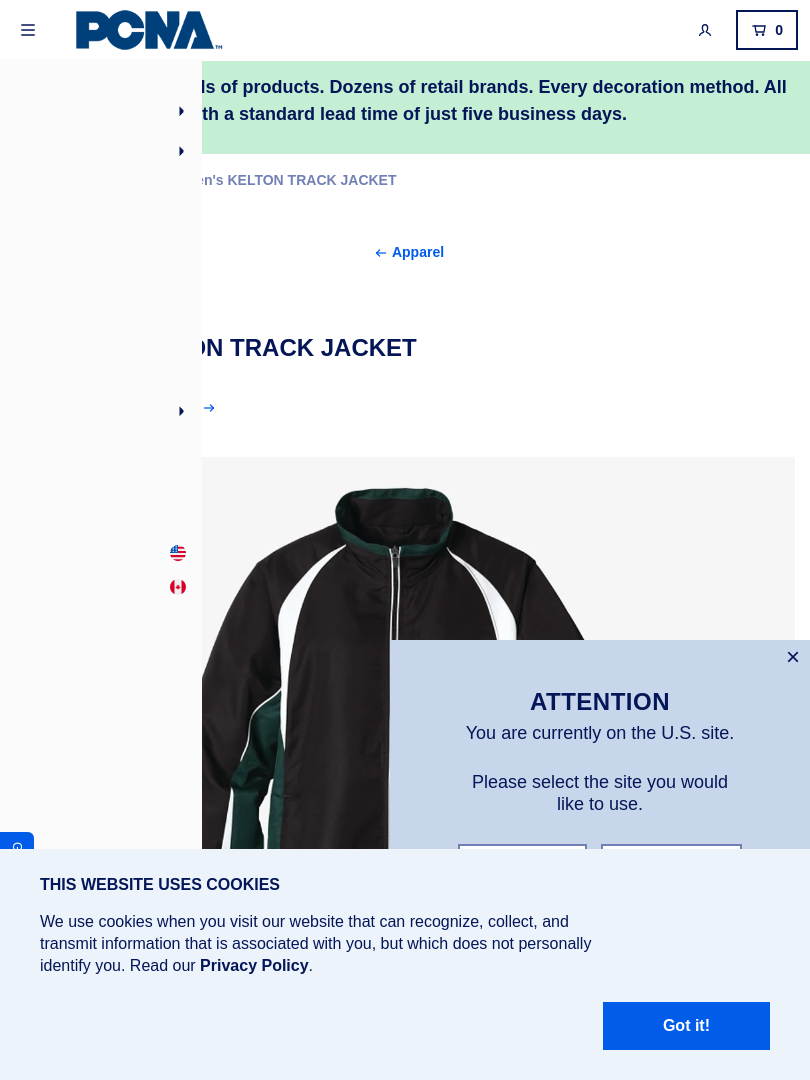 PCNA™
0
of products. Dozens of retail brands. Every decoration method. All
a standard lead time of just five business days.
KELTON TRACK JACKET
Apparel
TRACK JACKET
ATTENTION
You are currently on the U.S. site.
Please select the site you would
like to use.
THIS WEBSITE USES COOKIES
We use cookies when you visit our website that can recognize, collect, and
transmit information that is associated with you, but which does not personally
identify you. Read our Privacy Policy.
Got it!